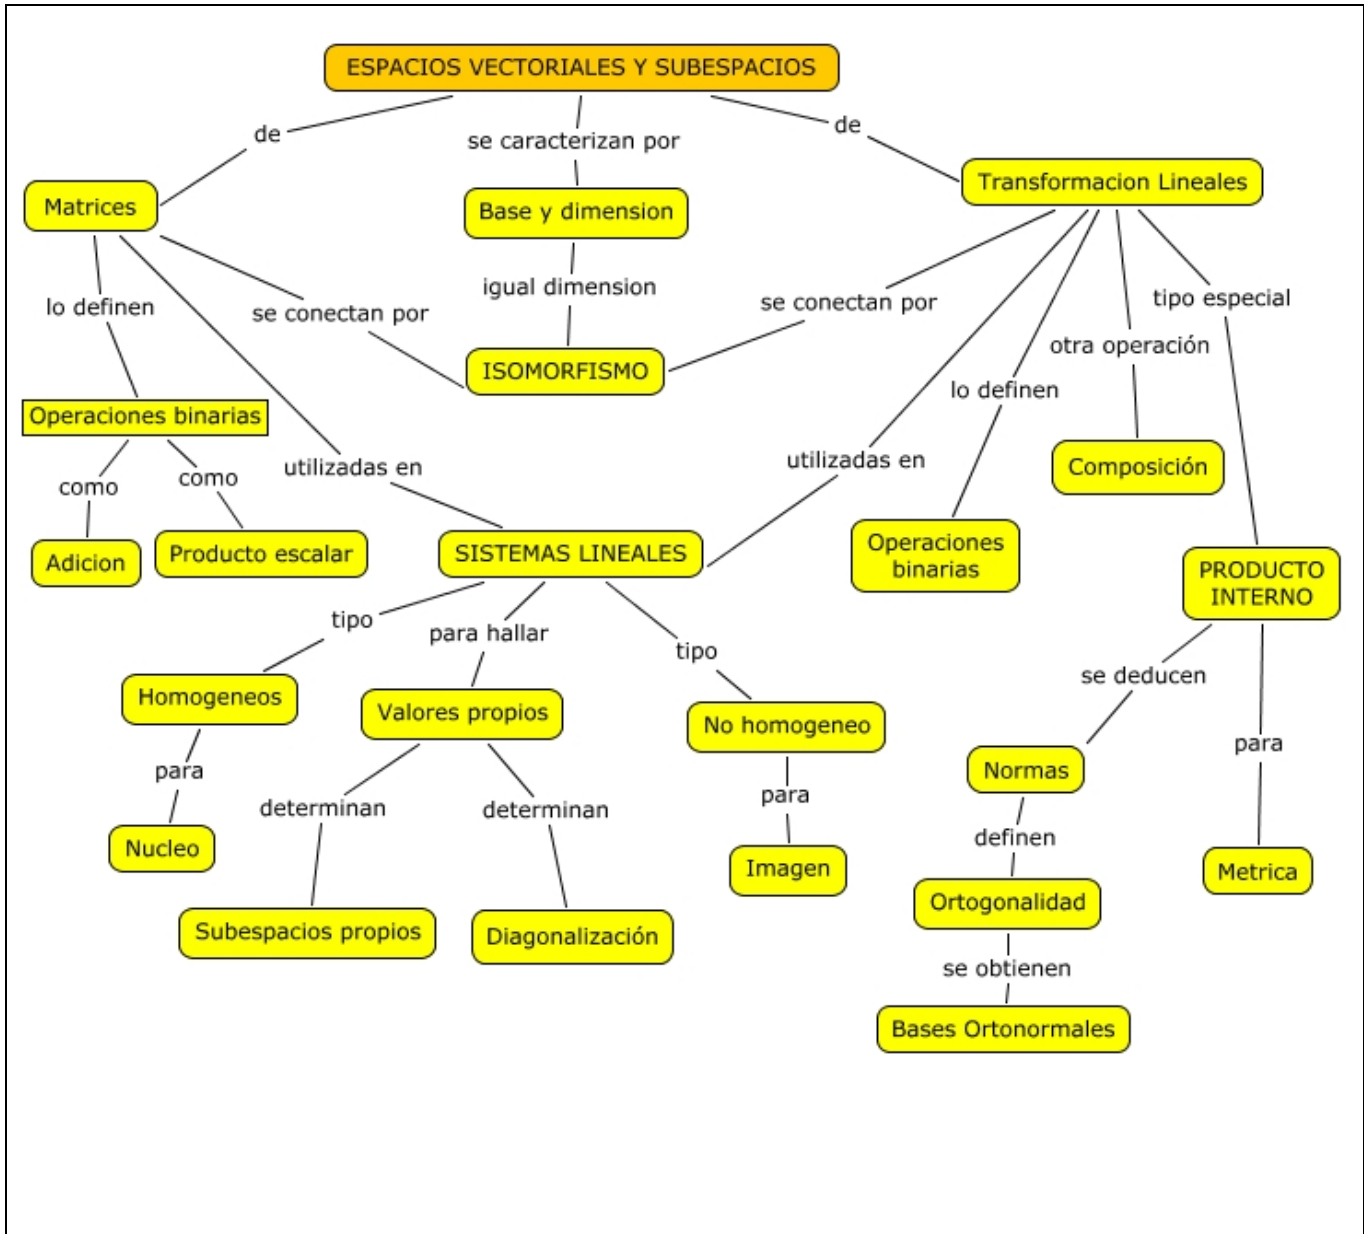 ESPACIOS VECTORIALES Y SUBESPACIOS
de
se caracterizan por
de
Matrices
Base y dimension
Transformacion Lineales
lo definen
se conectan por
igual dimension
se conectan por
tipo especial
otra operación
ISOMORFISMO
lo definen
Operaciones binarias
como
como
utilizadas en
utilizadas en
Composición
Adicion
Producto escalar
SISTEMAS LINEALES
Operaciones
binarias
PRODUCTO
INTERNO
tipo
para hallar
tipo
se deducen
Homogeneos
Valores propios
No homogeneo
para
Normas
para
determinan
determinan
para
definen
Nucleo
Imagen
Metrica
Ortogonalidad
Subespacios propios
Diagonalización
se obtienen
Bases Ortonormales